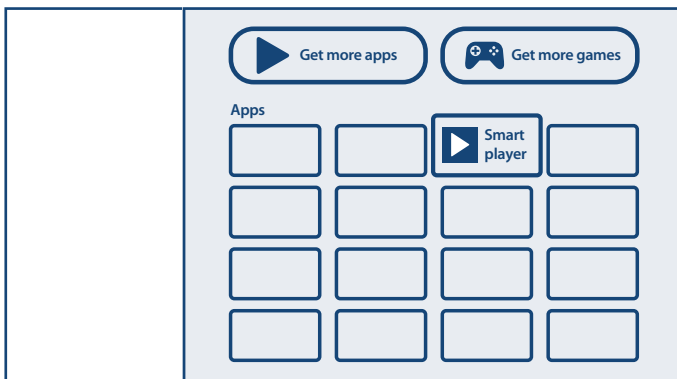 Get more apps
Get more games
Apps
Smart
player